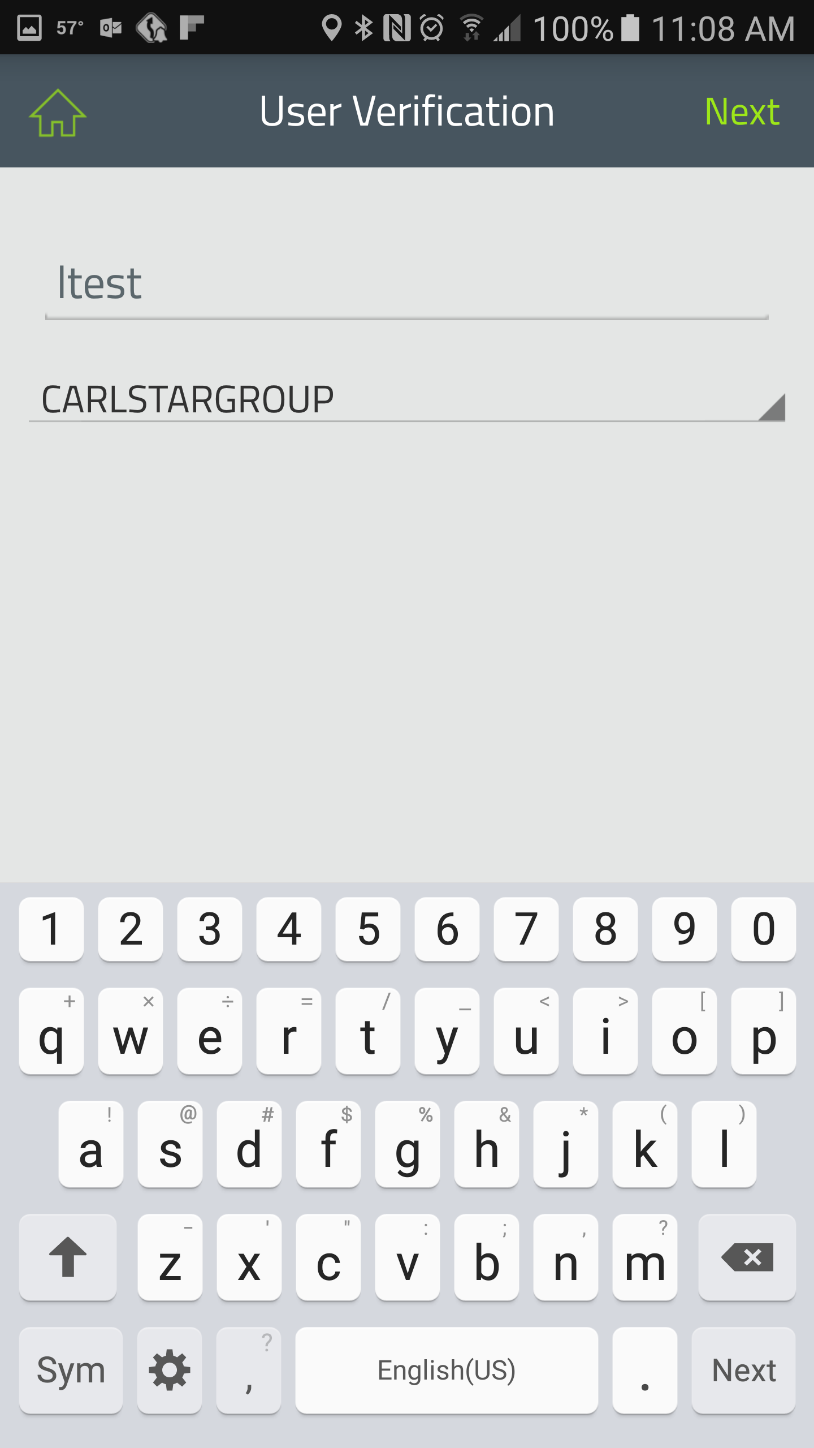 57° 100% 11:08 AM
User Verification Next
ltest
CARLSTARGROUP
1 2 3 4 5 6 7 8 9 0
+ × ÷ = / _ < > [ ]
q w e r t y u i o p
! @ # $ % & * ( )
a s d f g h j k l
- ' " : ; , ?
z x c v b n m
?
Sym , English(US) . Next